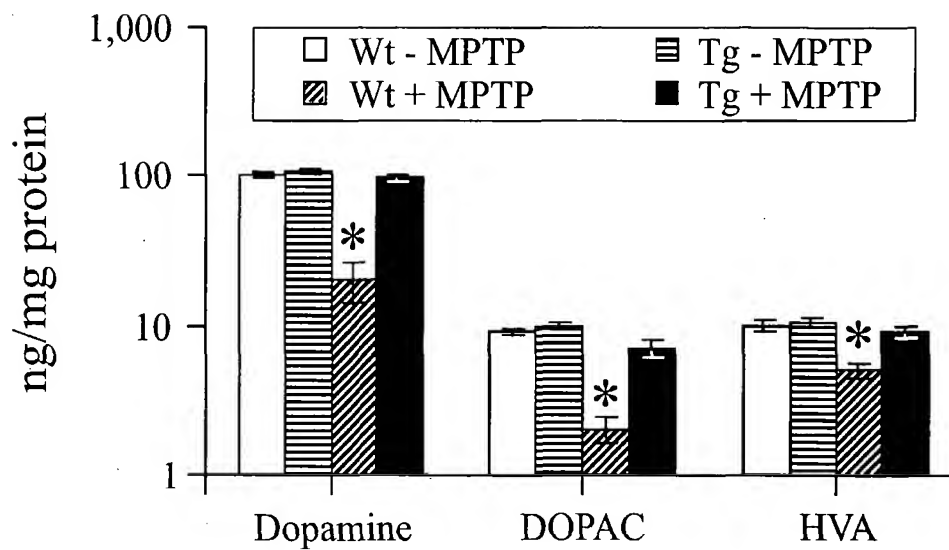 1,000
Wt - MPTP
Tg - MPTP
Wt + MPTP
Tg + MPTP
ng/mg protein
100
*
10
*
*
1
Dopamine
DOPAC
HVA